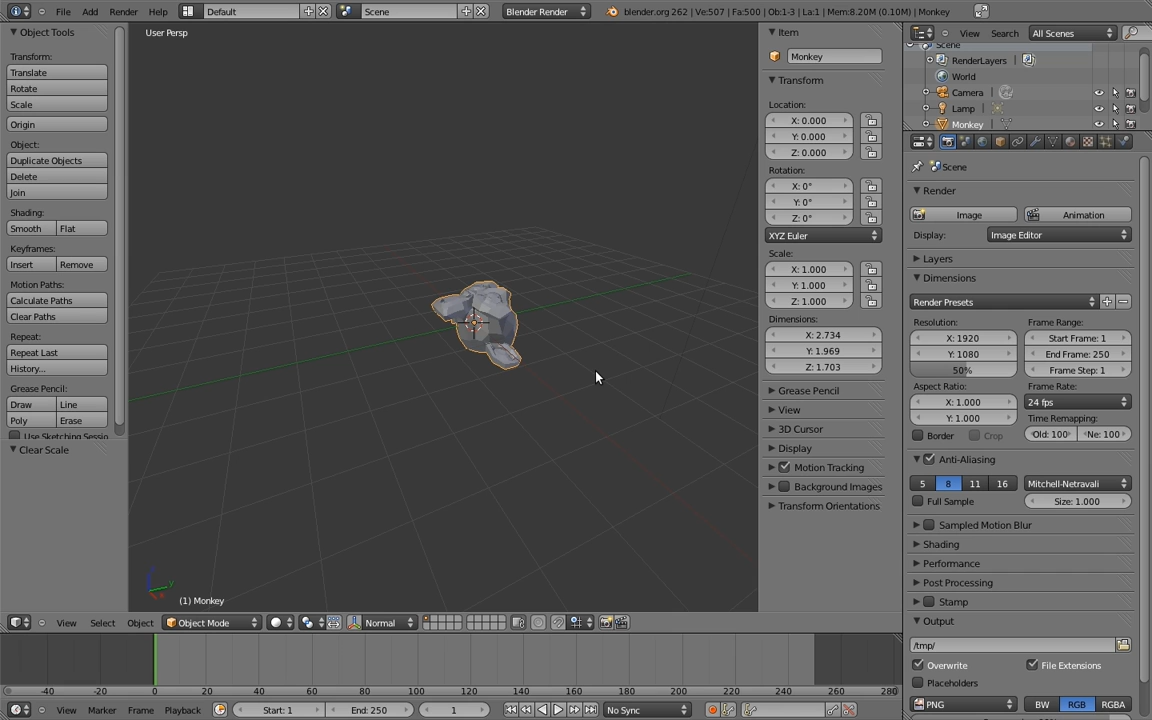 File Add Render Help Default Scene Blender Render blender.org 262 | Ve:507 | Fa:500 | Ob:1-3 | La:1 | Mem:8.20M (0.10M) | Monkey
Object Tools
Transform:
Translate
Rotate
Scale
Origin
Object:
Duplicate Objects
Delete
Join
Shading:
Smooth Flat
Keyframes:
Insert Remove
Motion Paths:
Calculate Paths
Clear Paths
Repeat:
Repeat Last
History...
Grease Pencil:
Draw Line
Poly Erase
Use Sketching Sessio
Clear Scale
User Persp
(1) Monkey
Item
Monkey
Transform
Location:
X: 0.000
Y: 0.000
Z: 0.000
Rotation:
X: 0°
Y: 0°
Z: 0°
XYZ Euler
Scale:
X: 1.000
Y: 1.000
Z: 1.000
Dimensions:
X: 2.734
Y: 1.969
Z: 1.703
Grease Pencil
View
3D Cursor
Display
Motion Tracking
Background Images
Transform Orientations
View Search All Scenes
Scene
RenderLayers
World
Camera
Lamp
Monkey
Scene
Render
Image Animation
Display: Image Editor
Layers
Dimensions
Render Presets
Resolution: Frame Range:
X: 1920 Start Frame: 1
Y: 1080 End Frame: 250
50% Frame Step: 1
Aspect Ratio: Frame Rate:
X: 1.000 24 fps
Y: 1.000 Time Remapping:
Border Crop Old: 100 Ne: 100
Anti-Aliasing
5 8 11 16 Mitchell-Netravali
Full Sample Size: 1.000
Sampled Motion Blur
Shading
Performance
Post Processing
Stamp
Output
/tmp/
Overwrite File Extensions
Placeholders
PNG BW RGB RGBA
View Select Object Object Mode Normal
-40 -20 0 20 40 60 80 100 120 140 160 180 200 220 240 260 280
View Marker Frame Playback Start: 1 End: 250 1 No Sync